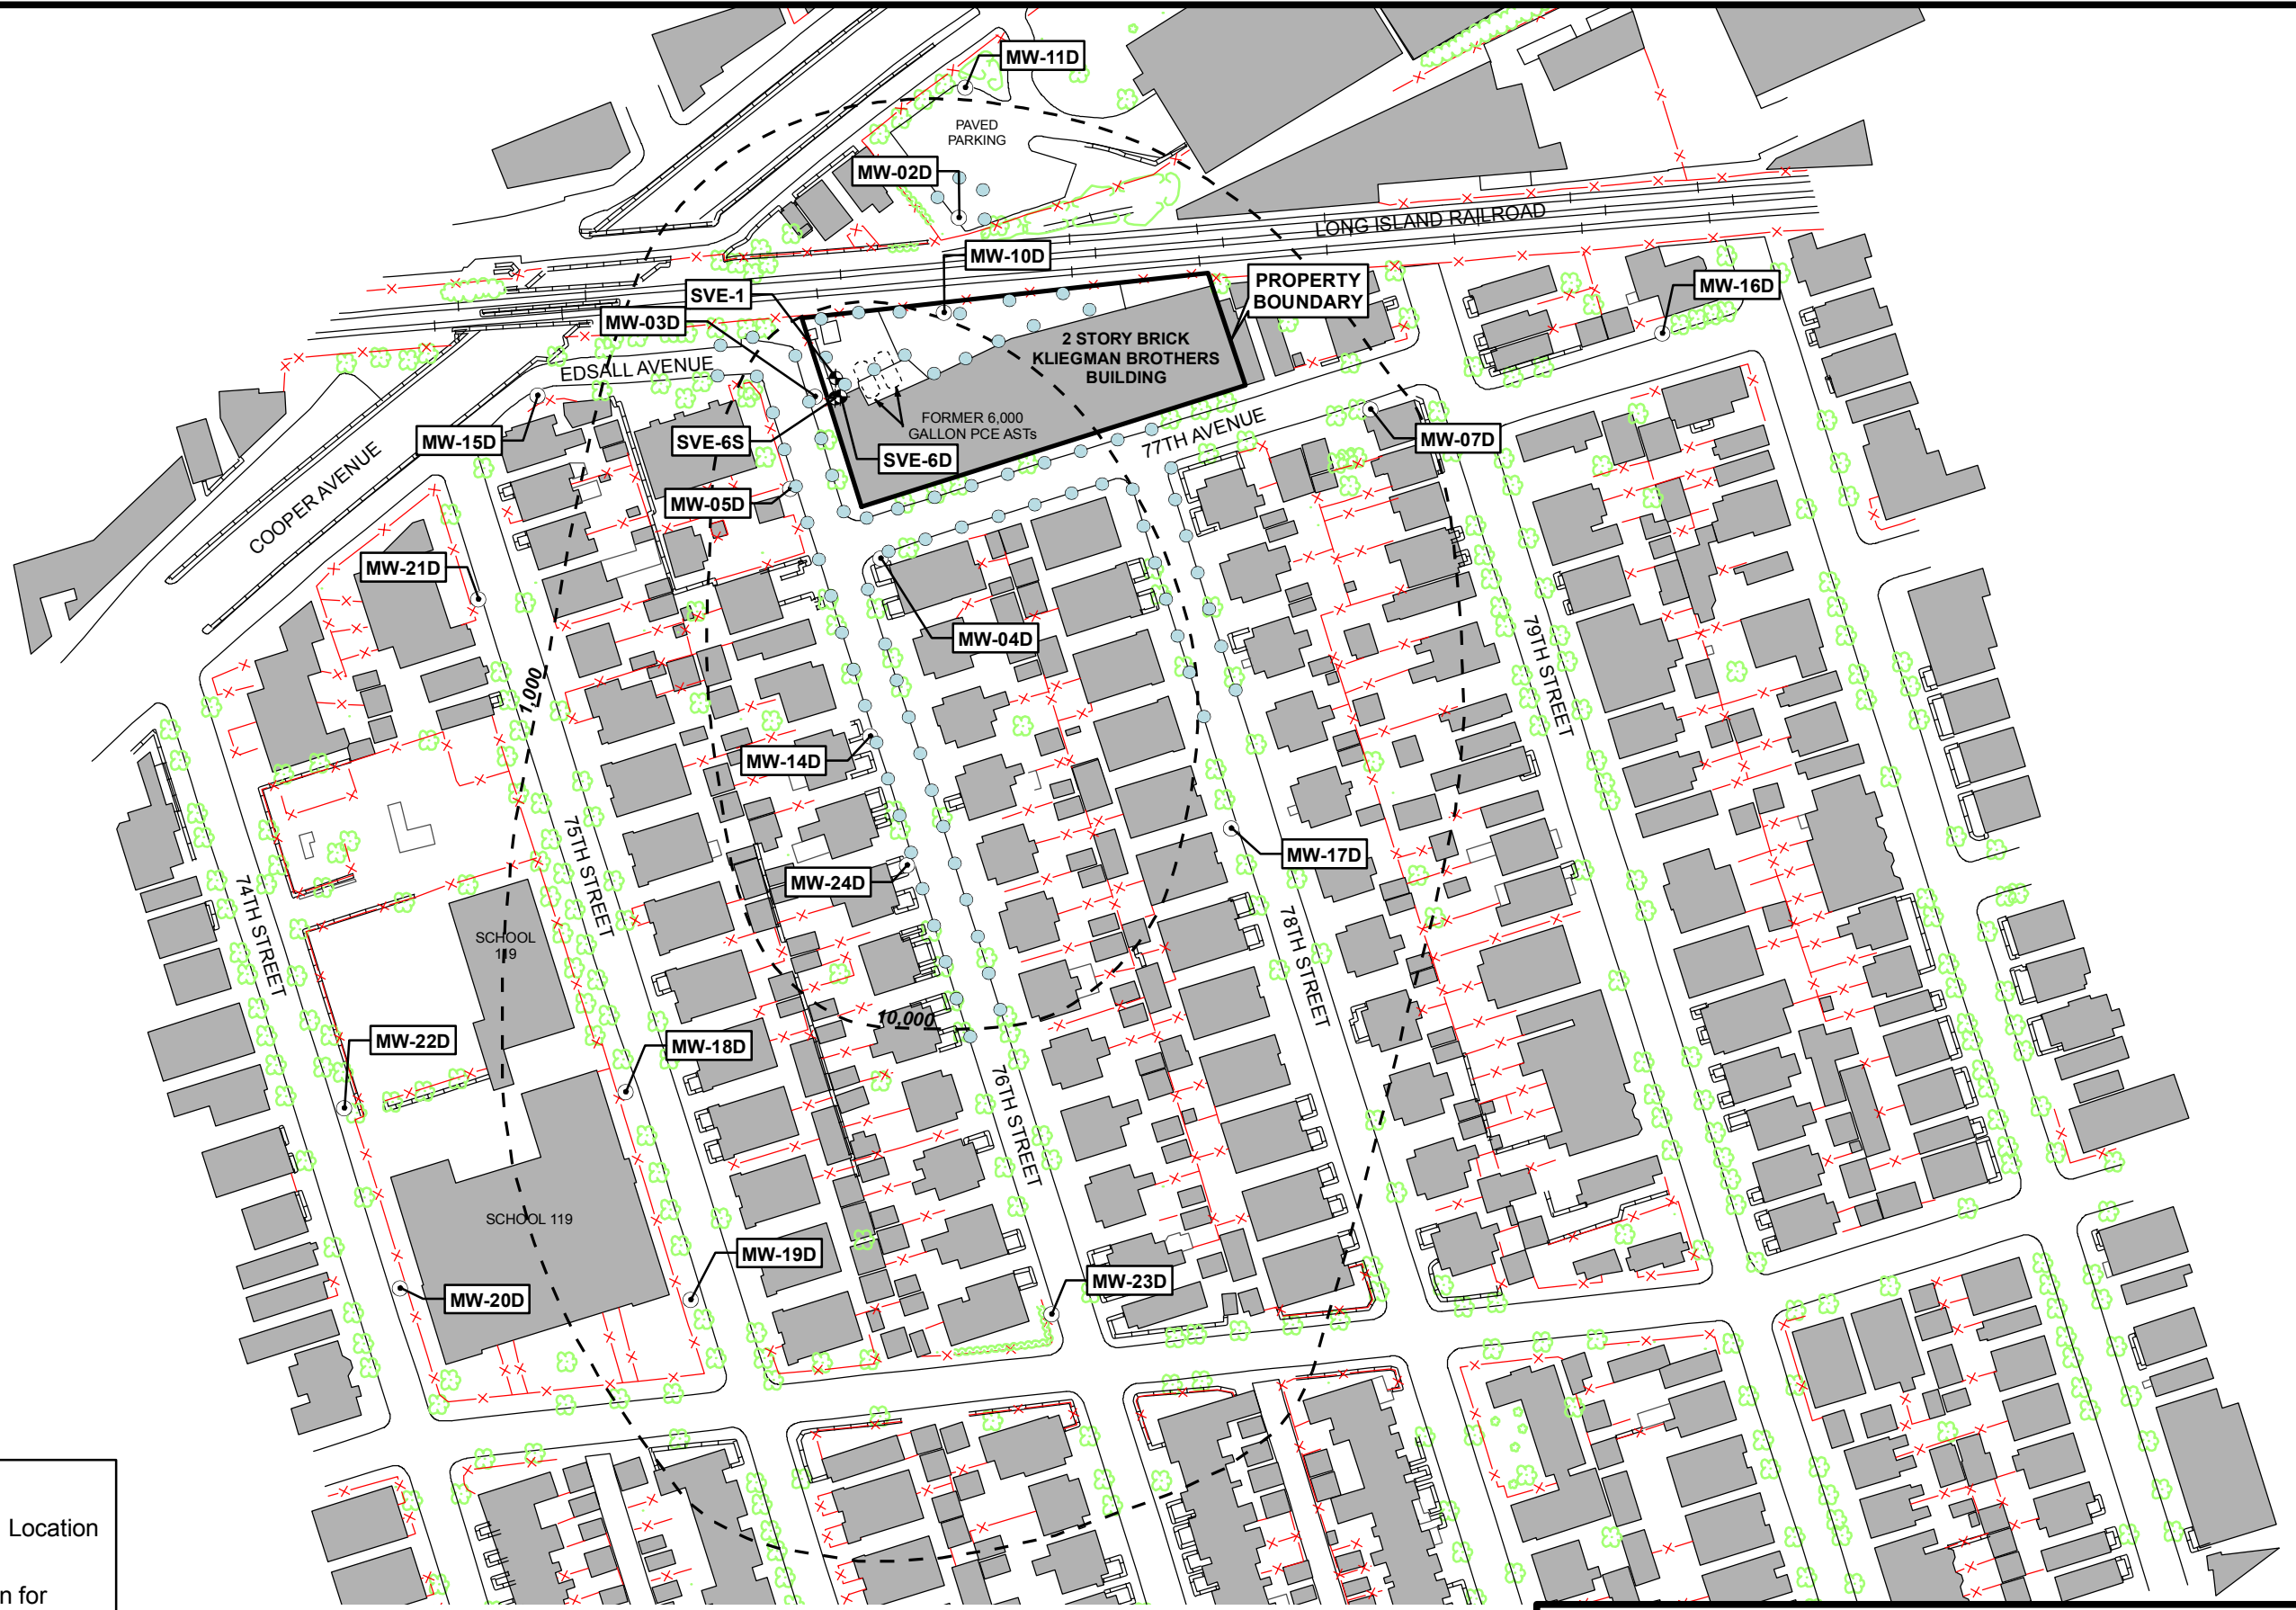 MW-11D
PAVED
PARKING
MW-02D
LONG ISLAND RAILROAD
MW-10D
PROPERTY
BOUNDARY
MW-16D
SVE-1
MW-03D
2 STORY BRICK
KLIEGMAN BROTHERS
BUILDING
EDSALL AVENUE
FORMER 6,000
GALLON PCE ASTs
77TH AVENUE
MW-15D
SVE-6S
SVE-6D
MW-07D
COOPER AVENUE
MW-05D
MW-21D
MW-04D
79TH STREET
1,000
MW-14D
75TH STREET
MW-17D
MW-24D
74TH STREET
SCHOOL
119
78TH STREET
10,000
MW-22D
MW-18D
76TH STREET
SCHOOL 119
MW-19D
MW-23D
MW-20D
Location
n for